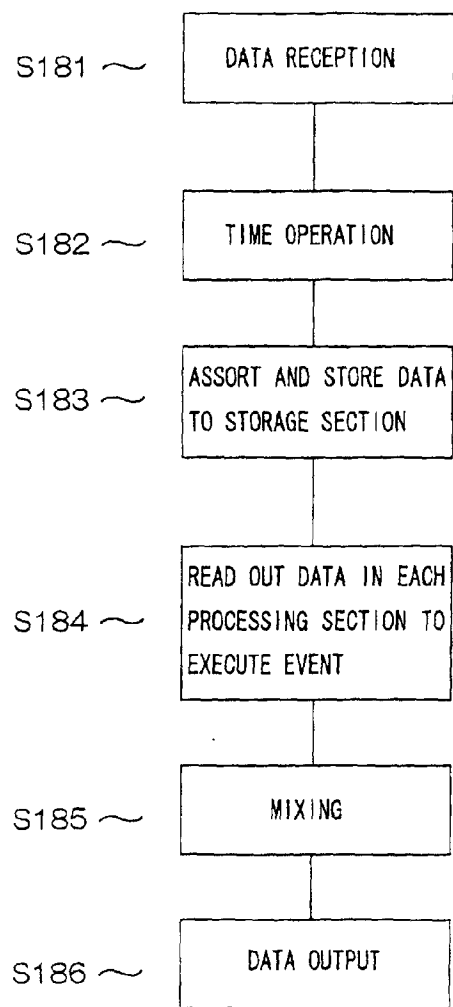 S181 ~ DATA RECEPTION
S182 ~ TIME OPERATION
S183 ~ ASSORT AND STORE DATA
TO STORAGE SECTION
S184 ~ READ OUT DATA IN EACH
PROCESSING SECTION TO
EXECUTE EVENT
S185 ~ MIXING
S186 ~ DATA OUTPUT